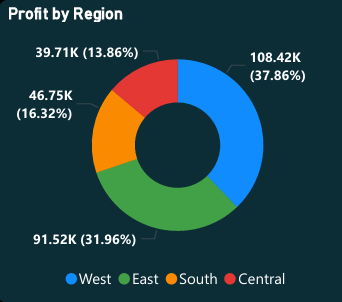 Profit by Region
39.71K (13.86%)
108.42K
(37.86%)
46.75K
(16.32%)
91.52K (31.96%)
West East South Central